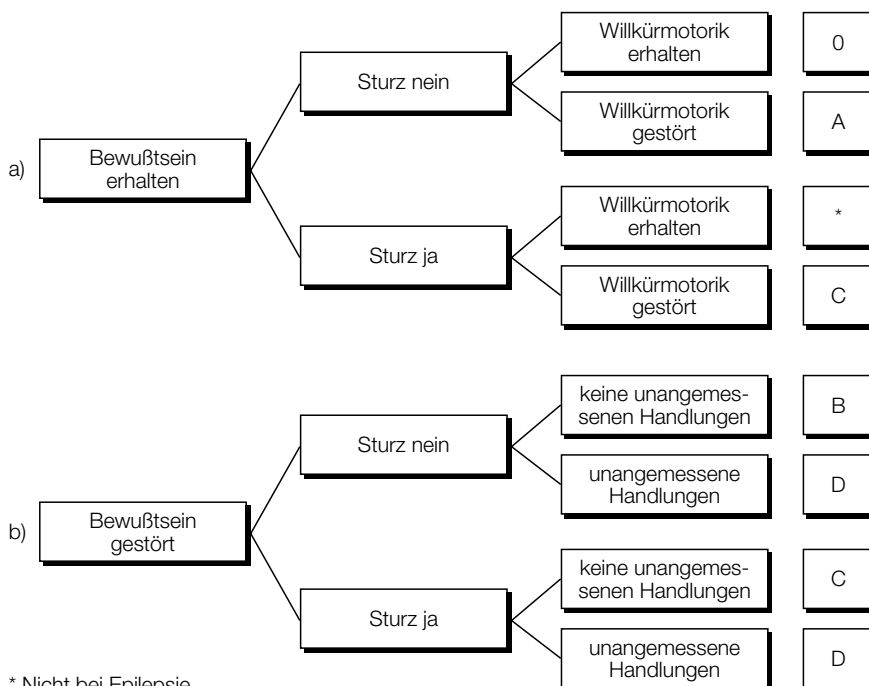 a)
Bewußtsein
erhalten
Sturz nein
Willkürmotorik
erhalten
0
Willkürmotorik
gestört
A
Sturz ja
Willkürmotorik
erhalten
*
Willkürmotorik
gestört
C
b)
Bewußtsein
gestört
Sturz nein
keine unangemes-
senen Handlungen
B
unangemessene
Handlungen
D
Sturz ja
keine unangemes-
senen Handlungen
C
unangemessene
Handlungen
D
* Nicht bei Epilepsie